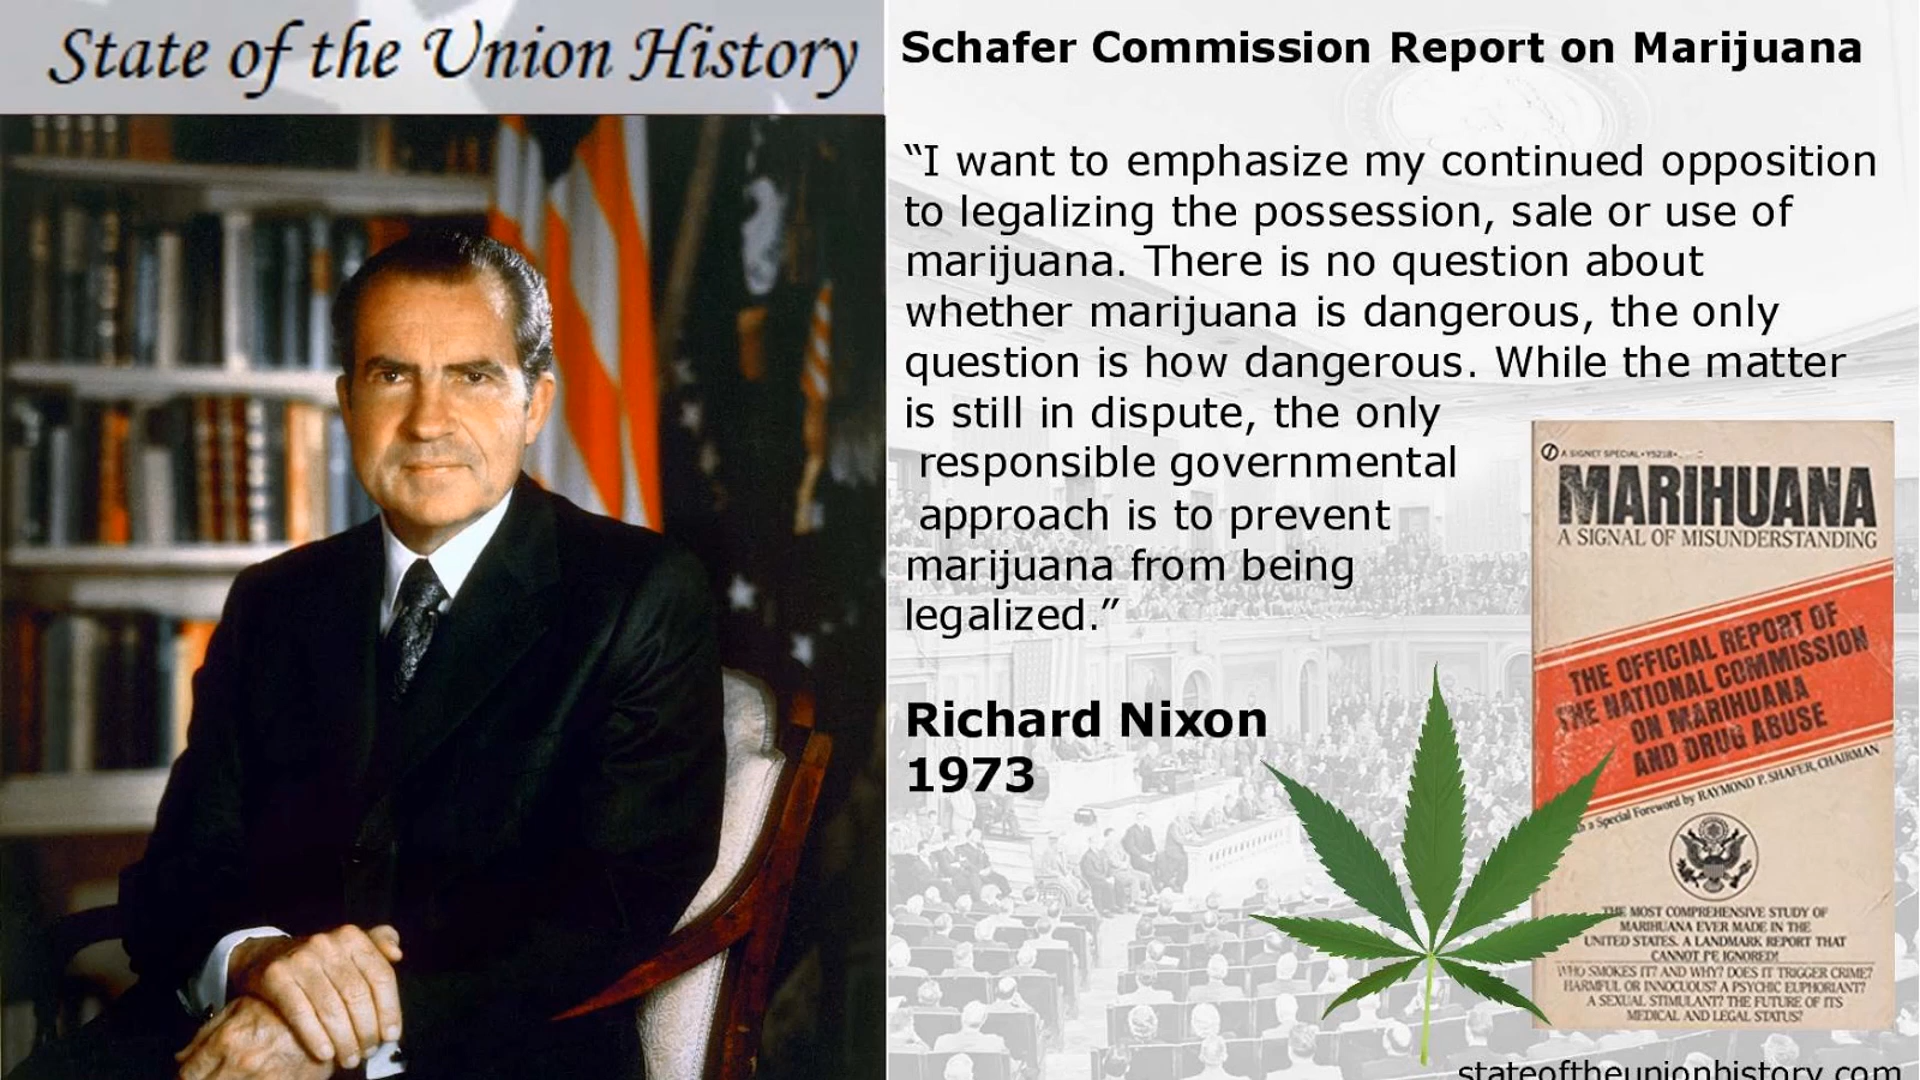 State of the Union History
Schafer Commission Report on Marijuana
“I want to emphasize my continued opposition
to legalizing the possession, sale or use of
marijuana. There is no question about
whether marijuana is dangerous, the only
question is how dangerous. While the matter
is still in dispute, the only
responsible governmental
approach is to prevent
marijuana from being
legalized.”
Richard Nixon
1973
A SIGNET SPECIAL • Y5218 •
MARIHUANA
A SIGNAL OF MISUNDERSTANDING
THE OFFICIAL REPORT OF
THE NATIONAL COMMISSION
ON MARIHUANA
AND DRUG ABUSE
a Special Foreword by RAYMOND P. SHAFER, CHAIRMAN
THE MOST COMPREHENSIVE STUDY OF
MARIHUANA EVER MADE IN THE
UNITED STATES. A LANDMARK REPORT THAT
CANNOT BE IGNORED!
WHO SMOKES IT? AND WHY? DOES IT TRIGGER CRIME?
HARMFUL OR INNOCUOUS? A PSYCHIC EUPHORIANT?
A SEXUAL STIMULANT? THE FUTURE OF ITS
MEDICAL AND LEGAL STATUS?
stateoftheunionhistory.com